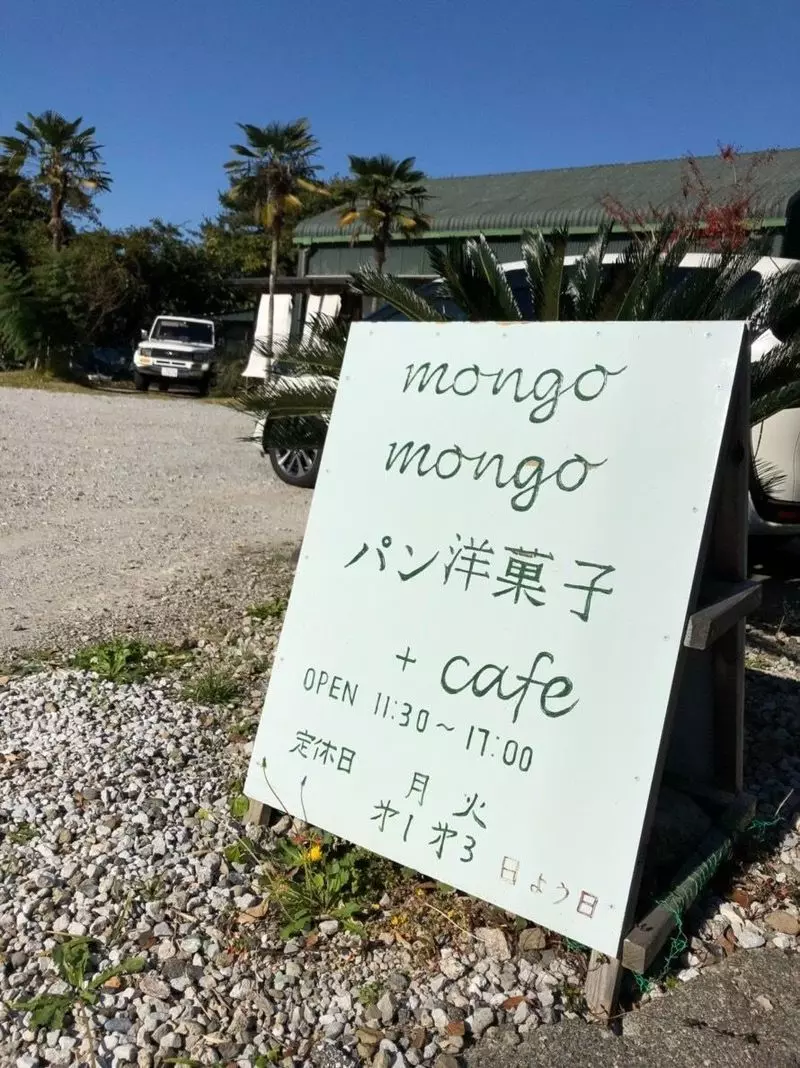 mongo
mongo
パン洋菓子
+ cafe
OPEN 11:30～17:00
定休日 月 火
才1 才3 日よう日